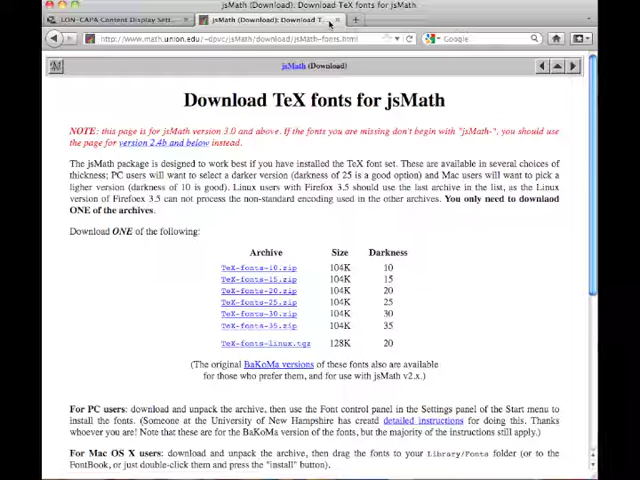 jsMath (Download): Download TeX fonts for jsMath
LON-CAPA Content Display Sett...
jsMath (Download): Download T...
http://www.math.union.edu/~dpvc/jsMath/download/jsMath-fonts.html
Google
jsMath (Download)
Download TeX fonts for jsMath
NOTE: this page is for jsMath version 3.0 and above. If the fonts you are missing don't begin with "jsMath-", you should use
the page for version 2.4b and below instead.
The jsMath package is designed to work best if you have installed the TeX font set. These are available in several choices of
thickness; PC users will want to select a darker version (darkness of 25 is a good option) and Mac users will want to pick a
ligher version (darkness of 10 is good). Linux users with Firefox 3.5 should use the last archive in the list, as the Linux
version of Firefoex 3.5 can not process the non-standard encoding used in the other archives. You only need to downlaod
ONE of the archives.
Download ONE of the following:
Archive Size Darkness
TeX-fonts-10.zip 104K 10
TeX-fonts-15.zip 104K 15
TeX-fonts-20.zip 104K 20
TeX-fonts-25.zip 104K 25
TeX-fonts-30.zip 104K 30
TeX-fonts-35.zip 104K 35
TeX-fonts-linux.tgz 128K 20
(The original BaKoMa versions of these fonts also are available
for those who prefer them, and for use with jsMath v2.x.)
For PC users: download and unpack the archive, then use the Font control panel in the Settings panel of the Start menu to
install the fonts. (Someone at the University of New Hampshire has creatd detailed instructions for doing this. Thanks
whoever you are! Note that these are for the BaKoMa version of the fonts, but the majority of the instructions still apply.)
For Mac OS X users: download and unpack the archive, then drag the fonts to your Library/Fonts folder (or to the
FontBook, or just double-click them and press the "install" button).